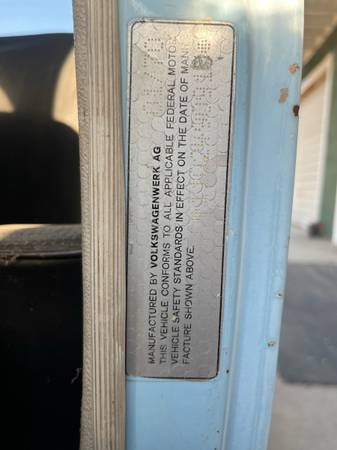 MANUFACTURED BY VOLKSWAGENWERK AG
THIS VEHICLE CONFORMS TO ALL APPLICABLE FEDERAL MOTOR
VEHICLE SAFETY STANDARDS IN EFFECT ON THE DATE OF MANU
FACTURE SHOWN ABOVE.